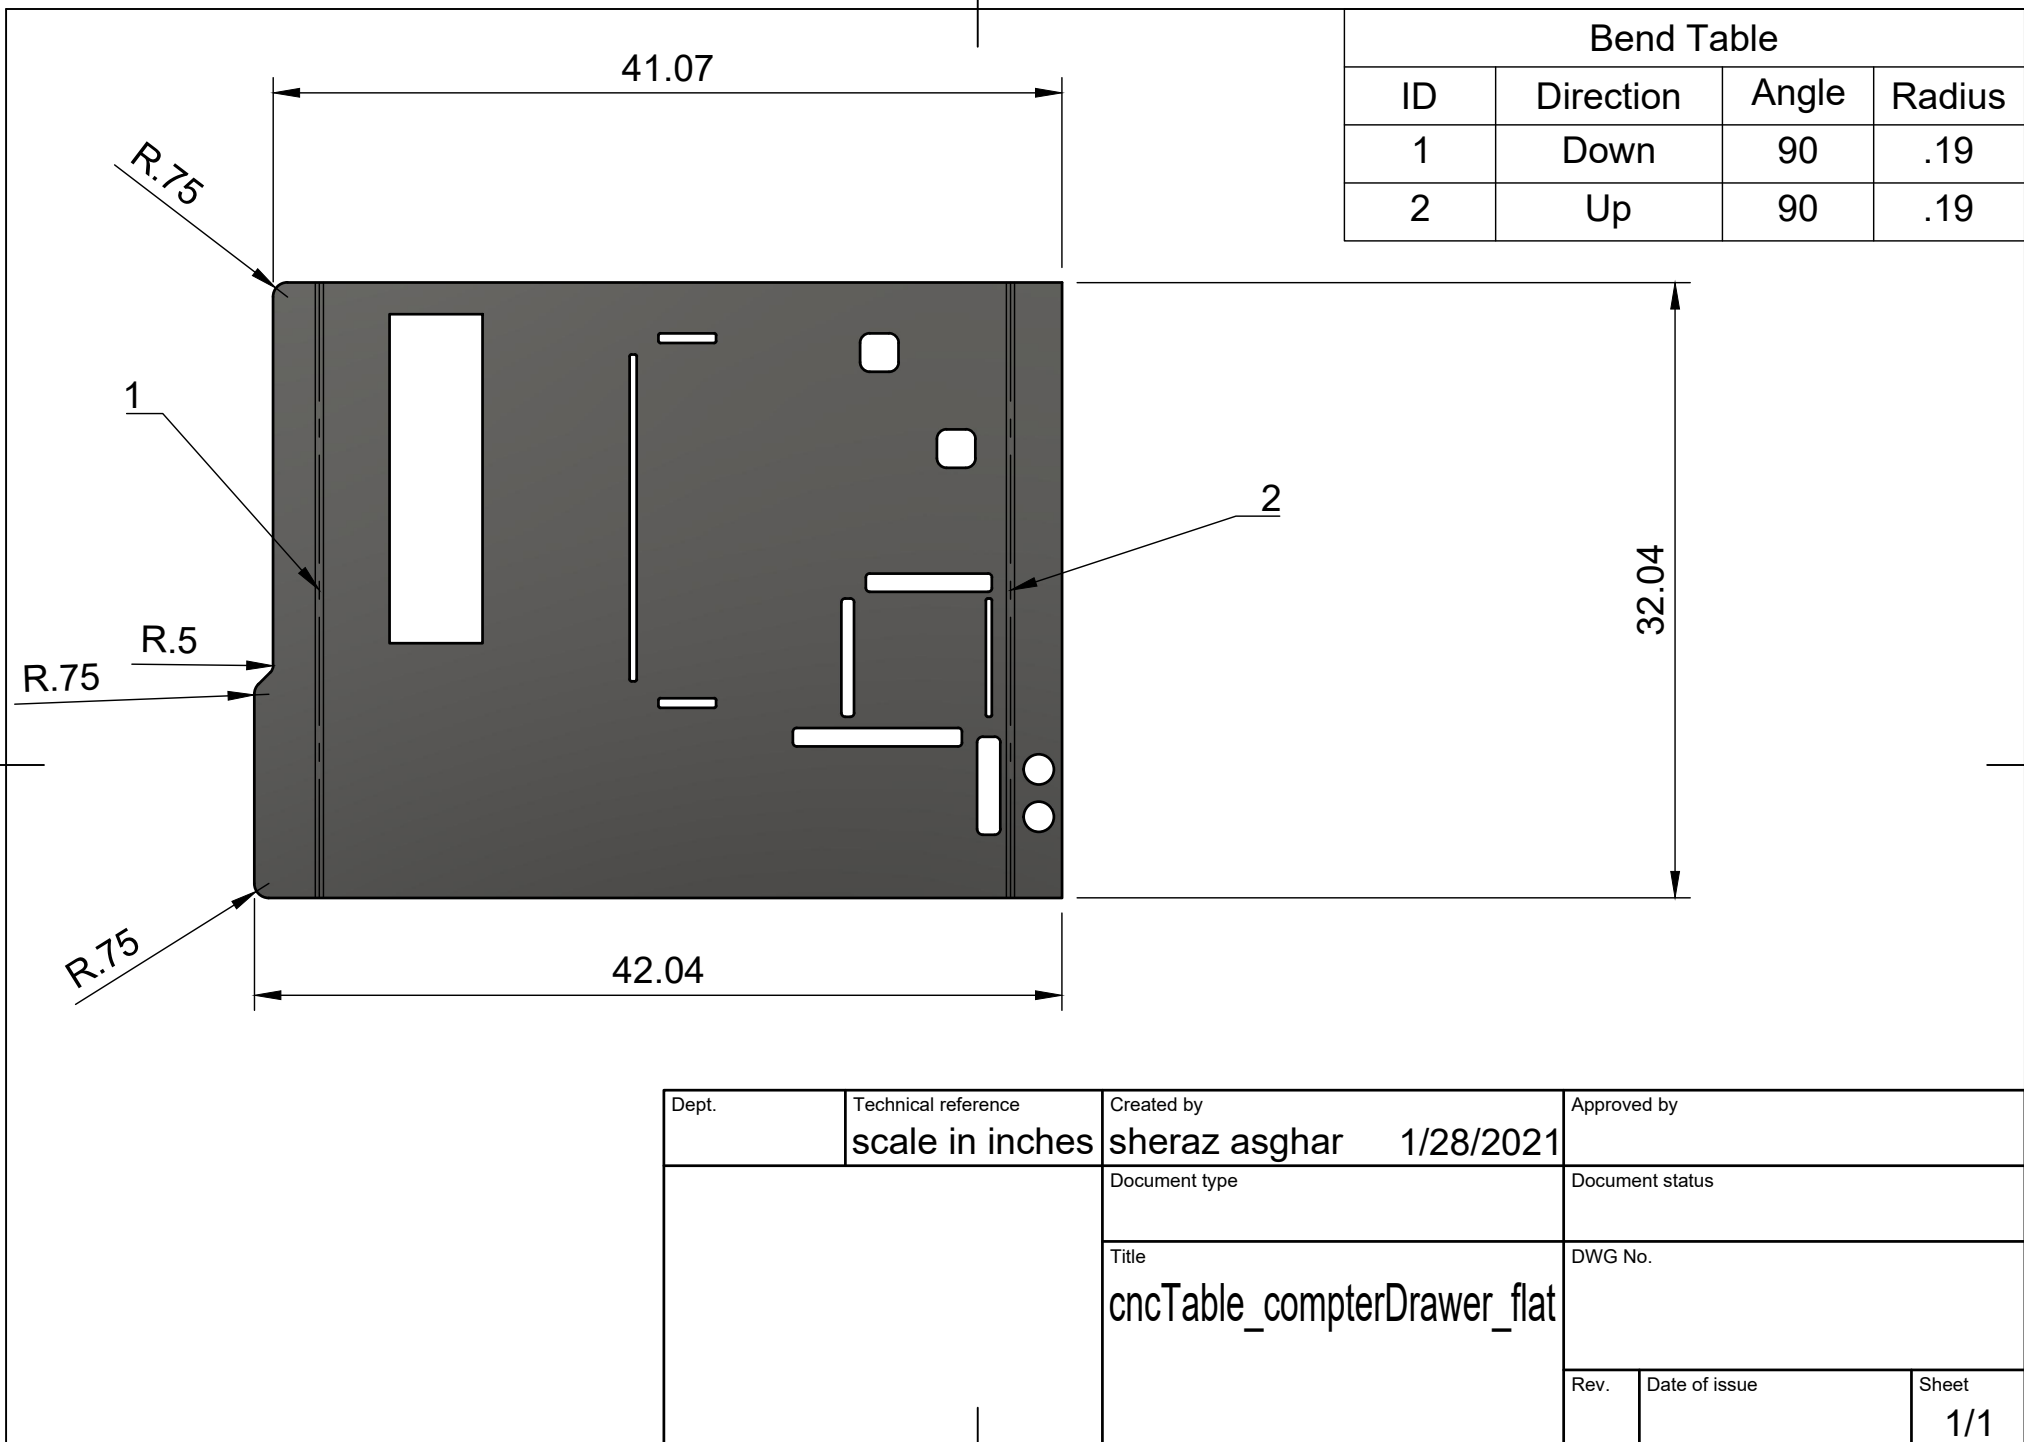 Bend Table
ID Direction Angle Radius
1 Down 90 .19
2 Up 90 .19
41.07
R.75
1
2
32.04
R.5
R.75
R.75
42.04
Dept.
Technical reference
scale in inches
Created by
sheraz asghar 1/28/2021
Approved by
Document type
Document status
Title
cncTable_compterDrawer_flat
DWG No.
Rev.
Date of issue
Sheet
1/1